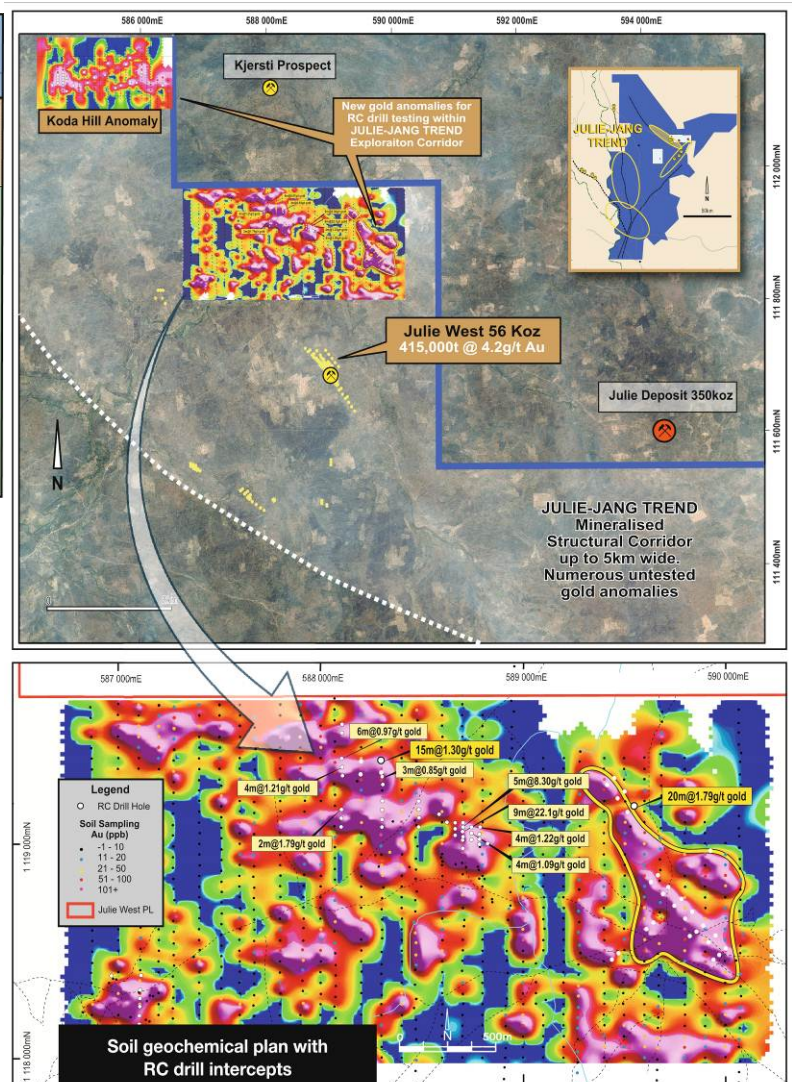 586 000mE
588 000mE
590 000mE
592 000mE
594 000mE
Koda Hill Anomaly
Kjersti Prospect
New gold anomalies for
RC drill testing within
JULIE-JANG TREND
Exploraiton Corridor
JULIE-JANG
TREND
N
50km
112 000mN
111 800mN
111 600mN
111 400mN
Julie West 56 Koz
415,000t @ 4.2g/t Au
Julie Deposit 350koz
N
JULIE-JANG TREND
Mineralised
Structural Corridor
up to 5km wide.
Numerous untested
gold anomalies
587 000mE
588 000mE
589 000mE
590 000mE
6m@0.97g/t gold
15m@1.30g/t gold
3m@0.85g/t gold
4m@1.21g/t gold
2m@1.79g/t gold
5m@8.30g/t gold
9m@22.1g/t gold
4m@1.22g/t gold
4m@1.09g/t gold
20m@1.79g/t gold
Legend
RC Drill Hole
Soil Sampling
Au (ppb)
-1 - 10
11 - 20
21 - 50
51 - 100
101+
Julie West PL
1 119 000mN
1 118 000mN
N
0 500m
Soil geochemical plan with
RC drill intercepts